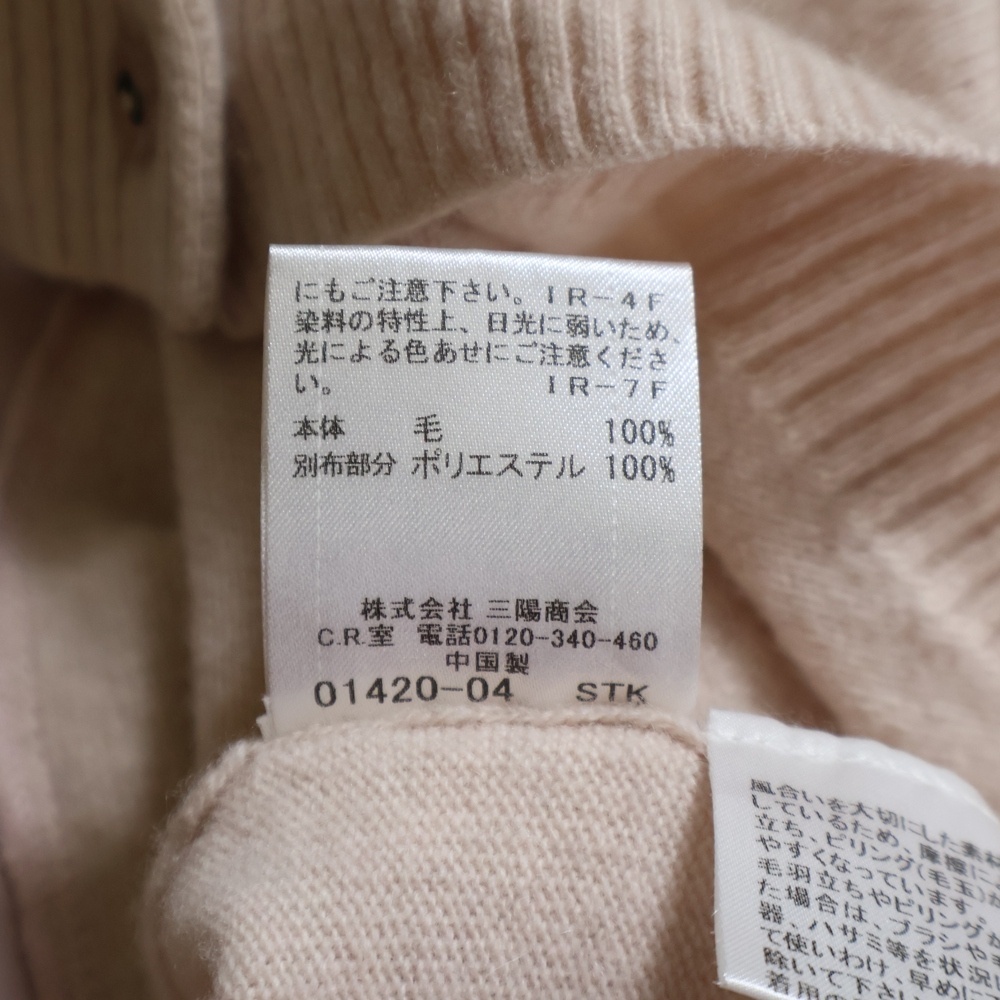 にもご注意下さい。IR-4F
染料の特性上、日光に弱いため、
光による色あせにご注意くださ
い。 IR-7F
本体 毛 100%
別布部分 ポリエステル 100%
株式会社 三陽商会
C.R.室 電話0120-340-460
中国製
01420-04 STK
風合いを大切にした素材
しているため、摩擦に
立ち、ピリング(毛玉)が
やすくなっています。
毛羽立ちやピリングが
た場合は、ブラシや毛
器、ハサミ等を状況に
て使いわけ、早めに
除いて下さ
着用の